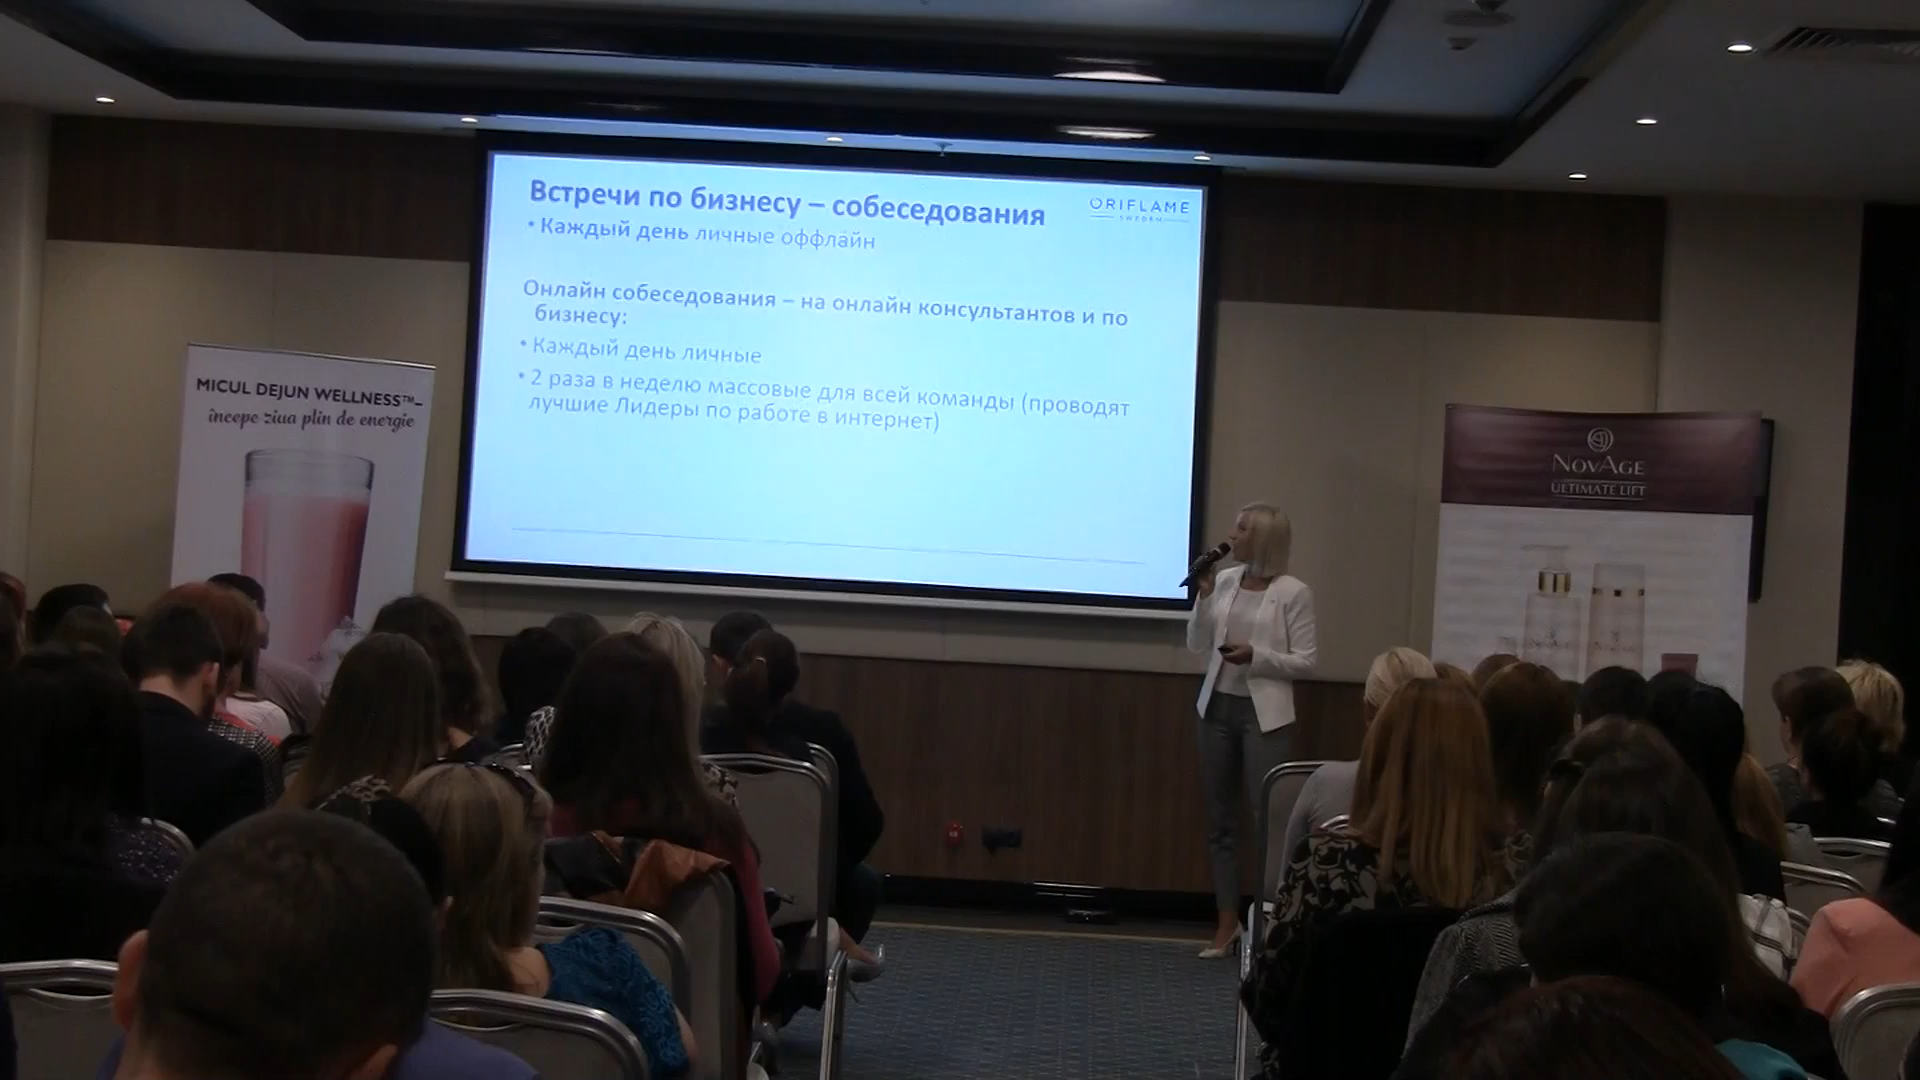 Встречи по бизнесу – собеседования
ORIFLAME
SWEDEN
• Каждый день личные оффлайн
Онлайн собеседования – на онлайн консультантов и по
бизнесу:
• Каждый день личные
• 2 раза в неделю массовые для всей команды (проводят
лучшие Лидеры по работе в интернет)
MICUL DEJUN WELLNESS™–
începe ziua plin de energie
NOVAGE
ULTIMATE LIFT